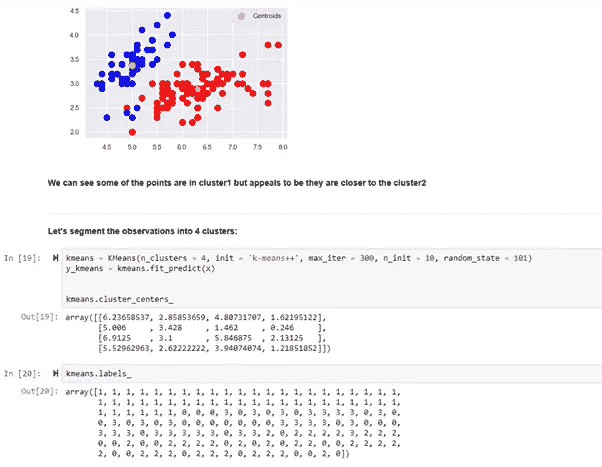 4.5
4.0
3.5
3.0
2.5
2.0
4.5 5.0 5.5 6.0 6.5 7.0 7.5 8.0
Centroids
We can see some of the points are in cluster1 but appeals to be they are closer to the cluster2
Let's segment the observations into 4 clusters:
In [19]: kmeans = KMeans(n_clusters = 4, init = 'k-means++', max_iter = 300, n_init = 10, random_state = 101)
y_kmeans = kmeans.fit_predict(x)
kmeans.cluster_centers_
Out[19]: array([[6.23658537, 2.85853659, 4.80731707, 1.62195122],
[5.006 , 3.428 , 1.462 , 0.246 ],
[6.9125 , 3.1 , 5.846875 , 2.13125 ],
[5.52962963, 2.62222222, 3.94074074, 1.21851852]])
In [20]: kmeans.labels_
Out[20]: array([1, 1, 1, 1, 1, 1, 1, 1, 1, 1, 1, 1, 1, 1, 1, 1, 1, 1, 1, 1, 1, 1,
1, 1, 1, 1, 1, 1, 1, 1, 1, 1, 1, 1, 1, 1, 1, 1, 1, 1, 1, 1, 1, 1,
1, 1, 1, 1, 1, 1, 0, 0, 0, 3, 0, 3, 0, 3, 0, 3, 3, 3, 3, 0, 3, 0,
0, 3, 0, 3, 0, 3, 0, 0, 0, 0, 0, 0, 0, 3, 3, 3, 3, 0, 3, 0, 0, 0,
3, 3, 3, 0, 3, 3, 3, 3, 3, 0, 3, 3, 2, 0, 2, 2, 2, 2, 3, 2, 2, 2,
0, 0, 2, 0, 0, 2, 2, 2, 2, 0, 2, 0, 2, 0, 2, 2, 0, 0, 2, 2, 2, 2,
2, 0, 0, 2, 2, 2, 0, 2, 2, 2, 0, 2, 2, 2, 0, 0, 2, 0])